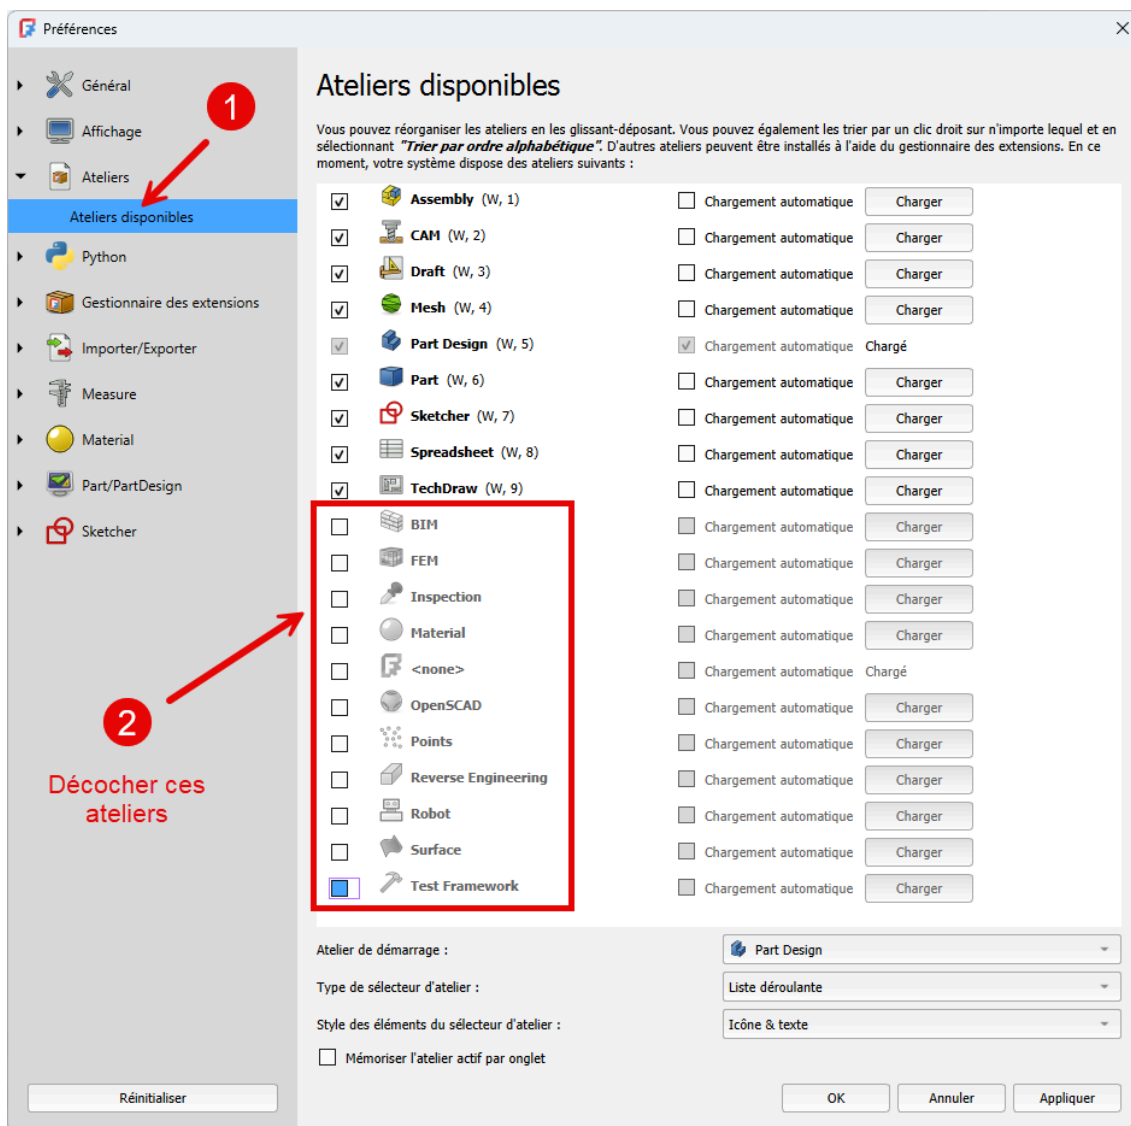 Préférences
Général
Affichage
Ateliers
Ateliers disponibles
Python
Gestionnaire des extensions
Importer/Exporter
Measure
Material
Part/PartDesign
Sketcher
1
2
Décocher ces
ateliers
Réinitialiser
Ateliers disponibles
Vous pouvez réorganiser les ateliers en les glissant-déposant. Vous pouvez également les trier par un clic droit sur n'importe lequel et en
sélectionnant "Trier par ordre alphabétique". D'autres ateliers peuvent être installés à l'aide du gestionnaire des extensions. En ce
moment, votre système dispose des ateliers suivants :
Assembly (W, 1) Chargement automatique Charger
CAM (W, 2) Chargement automatique Charger
Draft (W, 3) Chargement automatique Charger
Mesh (W, 4) Chargement automatique Charger
Part Design (W, 5) Chargement automatique Chargé
Part (W, 6) Chargement automatique Charger
Sketcher (W, 7) Chargement automatique Charger
Spreadsheet (W, 8) Chargement automatique Charger
TechDraw (W, 9) Chargement automatique Charger
BIM Chargement automatique Charger
FEM Chargement automatique Charger
Inspection Chargement automatique Charger
Material Chargement automatique Charger
<none> Chargement automatique Chargé
OpenSCAD Chargement automatique Charger
Points Chargement automatique Charger
Reverse Engineering Chargement automatique Charger
Robot Chargement automatique Charger
Surface Chargement automatique Charger
Test Framework Chargement automatique Charger
Atelier de démarrage : Part Design
Type de sélecteur d'atelier : Liste déroulante
Style des éléments du sélecteur d'atelier : Icône & texte
Mémoriser l'atelier actif par onglet
OK Annuler Appliquer